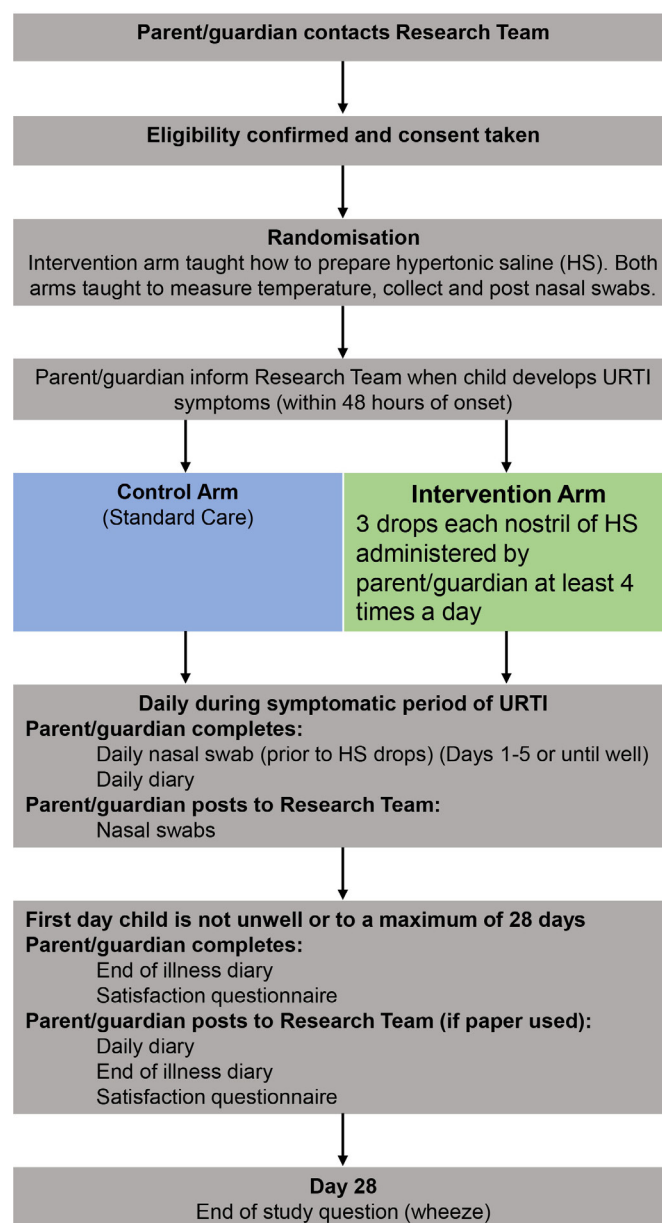 Parent/guardian contacts Research Team
Eligibility confirmed and consent taken
Randomisation
Intervention arm taught how to prepare hypertonic saline (HS). Both
arms taught to measure temperature, collect and post nasal swabs.
Parent/guardian inform Research Team when child develops URTI
symptoms (within 48 hours of onset)
Control Arm
(Standard Care)
Intervention Arm
3 drops each nostril of HS
administered by
parent/guardian at least 4
times a day
Daily during symptomatic period of URTI
Parent/guardian completes:
Daily nasal swab (prior to HS drops) (Days 1-5 or until well)
Daily diary
Parent/guardian posts to Research Team:
Nasal swabs
First day child is not unwell or to a maximum of 28 days
Parent/guardian completes:
End of illness diary
Satisfaction questionnaire
Parent/guardian posts to Research Team (if paper used):
Daily diary
End of illness diary
Satisfaction questionnaire
Day 28
End of study question (wheeze)